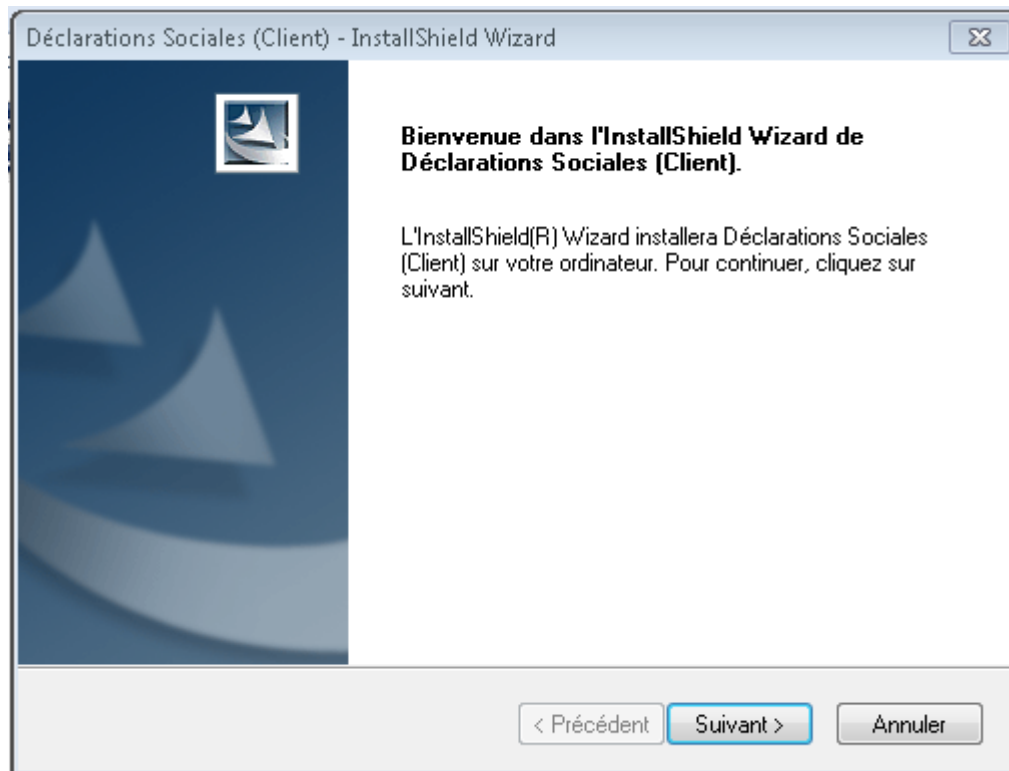 Déclarations Sociales (Client) - InstallShield Wizard
Bienvenue dans l'InstallShield Wizard de
Déclarations Sociales (Client).
L'InstallShield(R) Wizard installera Déclarations Sociales
(Client) sur votre ordinateur. Pour continuer, cliquez sur
suivant.
< Précédent Suivant > Annuler